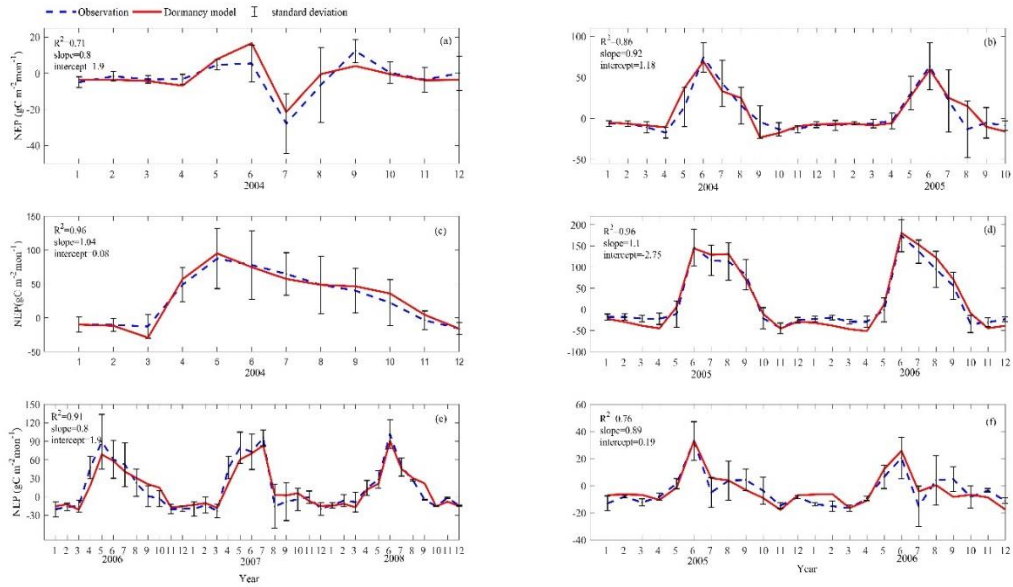 Observation Dormancy model standard deviation
R²=0.71
slope=0.8
intercept 1.9
(a)
NEP (gC m⁻² mon⁻¹)
20
0
-20
-40
1 2 3 4 5 6 7 8 9 10 11 12
2004
R²=0.86
slope=0.92
intercept=1.18
(b)
100
50
0
-50
1 2 3 4 5 6 7 8 9 10 11 12 1 2 3 4 5 6 7 8 9 10
2004 2005
R²=0.96
slope=1.04
intercept 0.08
(c)
NEP(gC m⁻² mon⁻¹)
150
100
50
0
-50
1 2 3 4 5 6 7 8 9 10 11 12
2004
R²=0.96
slope=1.1
intercept=-2.75
(d)
200
150
100
50
0
-50
-100
1 2 3 4 5 6 7 8 9 10 11 12 1 2 3 4 5 6 7 8 9 10 11 12
2005 2006
R²=0.91
slope=0.8
intercept 1.9
(e)
NEP (gC m⁻² mon⁻¹)
150
120
90
60
30
0
-30
1 2 3 4 5 6 7 8 9 10 11 12 1 2 3 4 5 6 7 8 9 10 11 12 1 2 3 4 5 6 7 8 9 10 11 12
2006 2007 2008
Year
R²=0.76
slope=0.89
intercept=0.19
(f)
60
40
20
0
-20
-40
1 2 3 4 5 6 7 8 9 10 11 12 1 2 3 4 5 6 7 8 9 10 11 12
2005 2006
Year